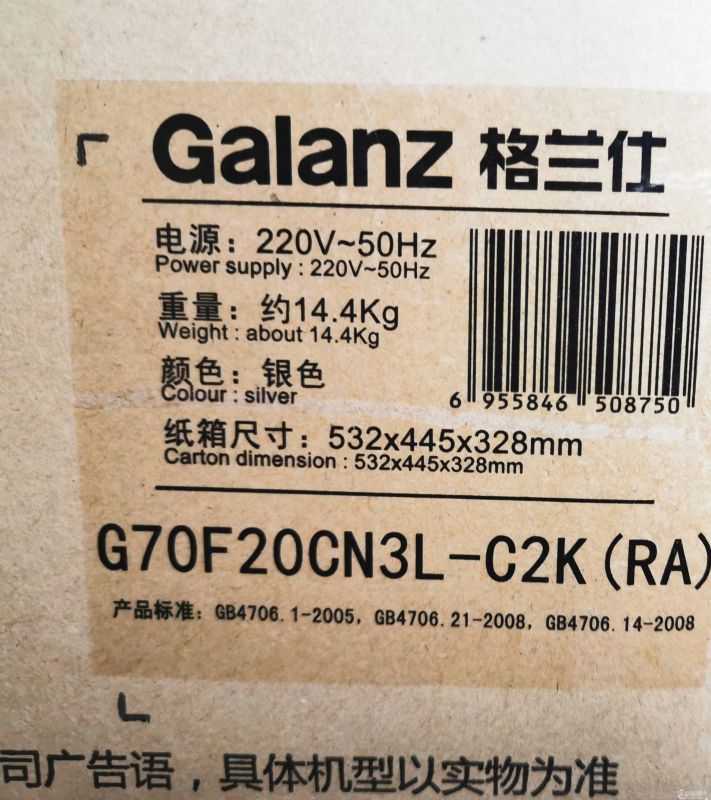 Galanz 格兰仕
电源：220V~50Hz
Power supply : 220V~50Hz
重量：约14.4Kg
Weight : about 14.4Kg
颜色：银色
Colour : silver
6 955846 508750
纸箱尺寸：532x445x328mm
Carton dimension : 532x445x328mm
G70F20CN3L-C2K(RA)
产品标准：GB4706.1-2005，GB4706.21-2008，GB4706.14-2008
司广告语，具体机型以实物为准